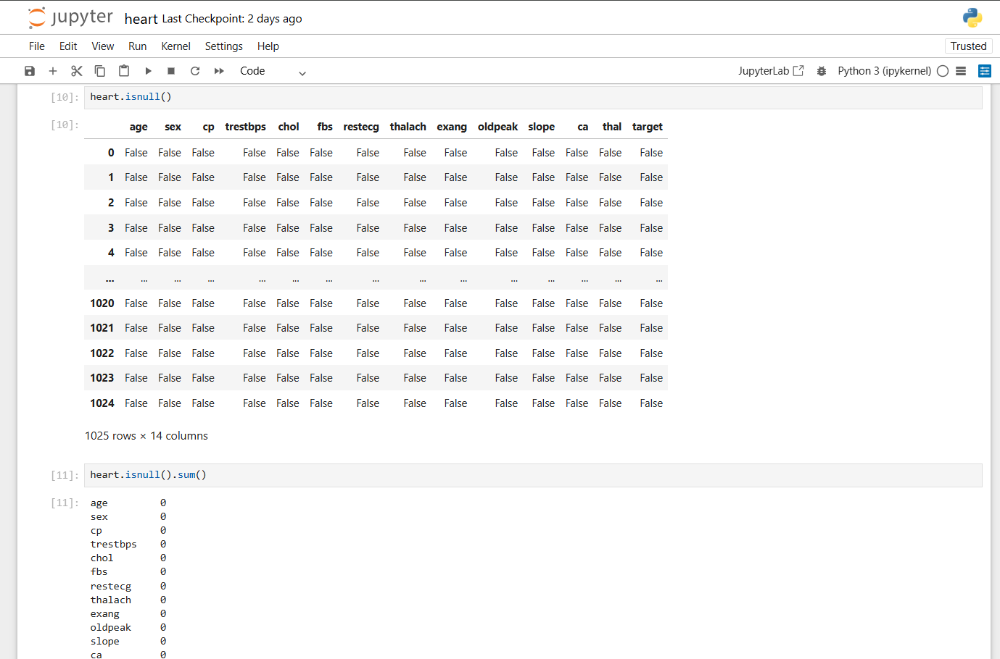 jupyter heart Last Checkpoint: 2 days ago
File Edit View Run Kernel Settings Help Trusted
Code JupyterLab Python 3 (ipykernel)
[10]: heart.isnull()
[10]: age sex cp trestbps chol fbs restecg thalach exang oldpeak slope ca thal target
0 False False False False False False False False False False False False False False
1 False False False False False False False False False False False False False False
2 False False False False False False False False False False False False False False
3 False False False False False False False False False False False False False False
4 False False False False False False False False False False False False False False
... ... ... ... ... ... ... ... ... ... ... ... ... ... ...
1020 False False False False False False False False False False False False False False
1021 False False False False False False False False False False False False False False
1022 False False False False False False False False False False False False False False
1023 False False False False False False False False False False False False False False
1024 False False False False False False False False False False False False False False
1025 rows × 14 columns
[11]: heart.isnull().sum()
[11]: age 0
sex 0
cp 0
trestbps 0
chol 0
fbs 0
restecg 0
thalach 0
exang 0
oldpeak 0
slope 0
ca 0